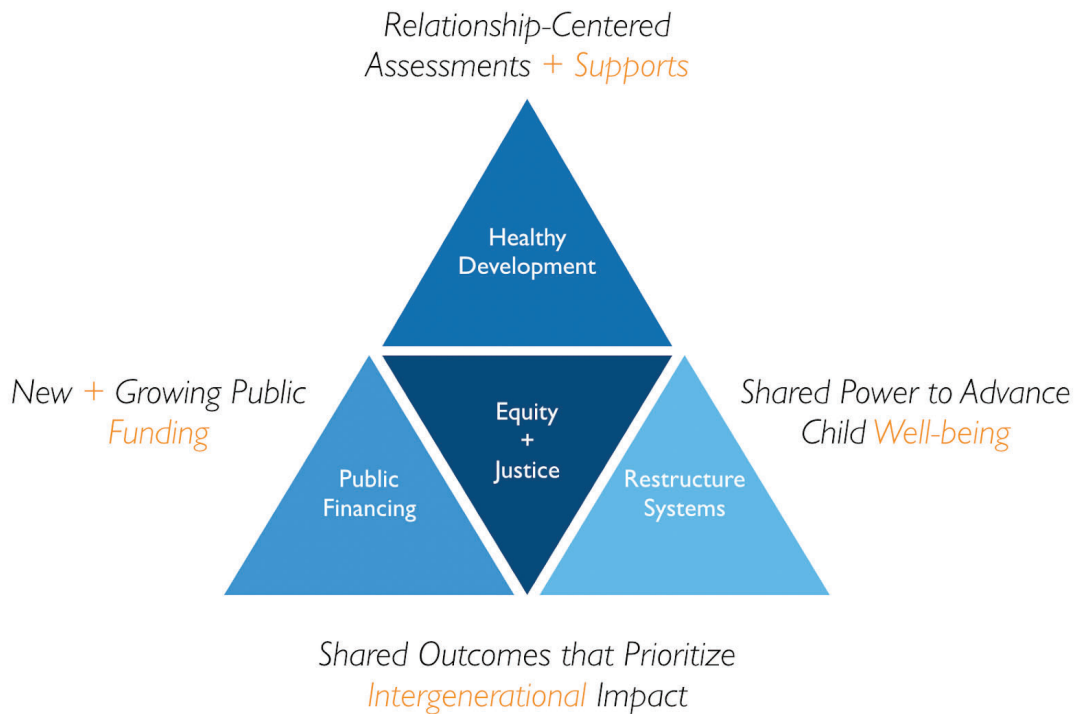 Relationship-Centered
Assessments + Supports
Healthy
Development
New + Growing Public
Funding
Equity
+
Justice
Shared Power to Advance
Child Well-being
Public
Financing
Restructure
Systems
Shared Outcomes that Prioritize
Intergenerational Impact